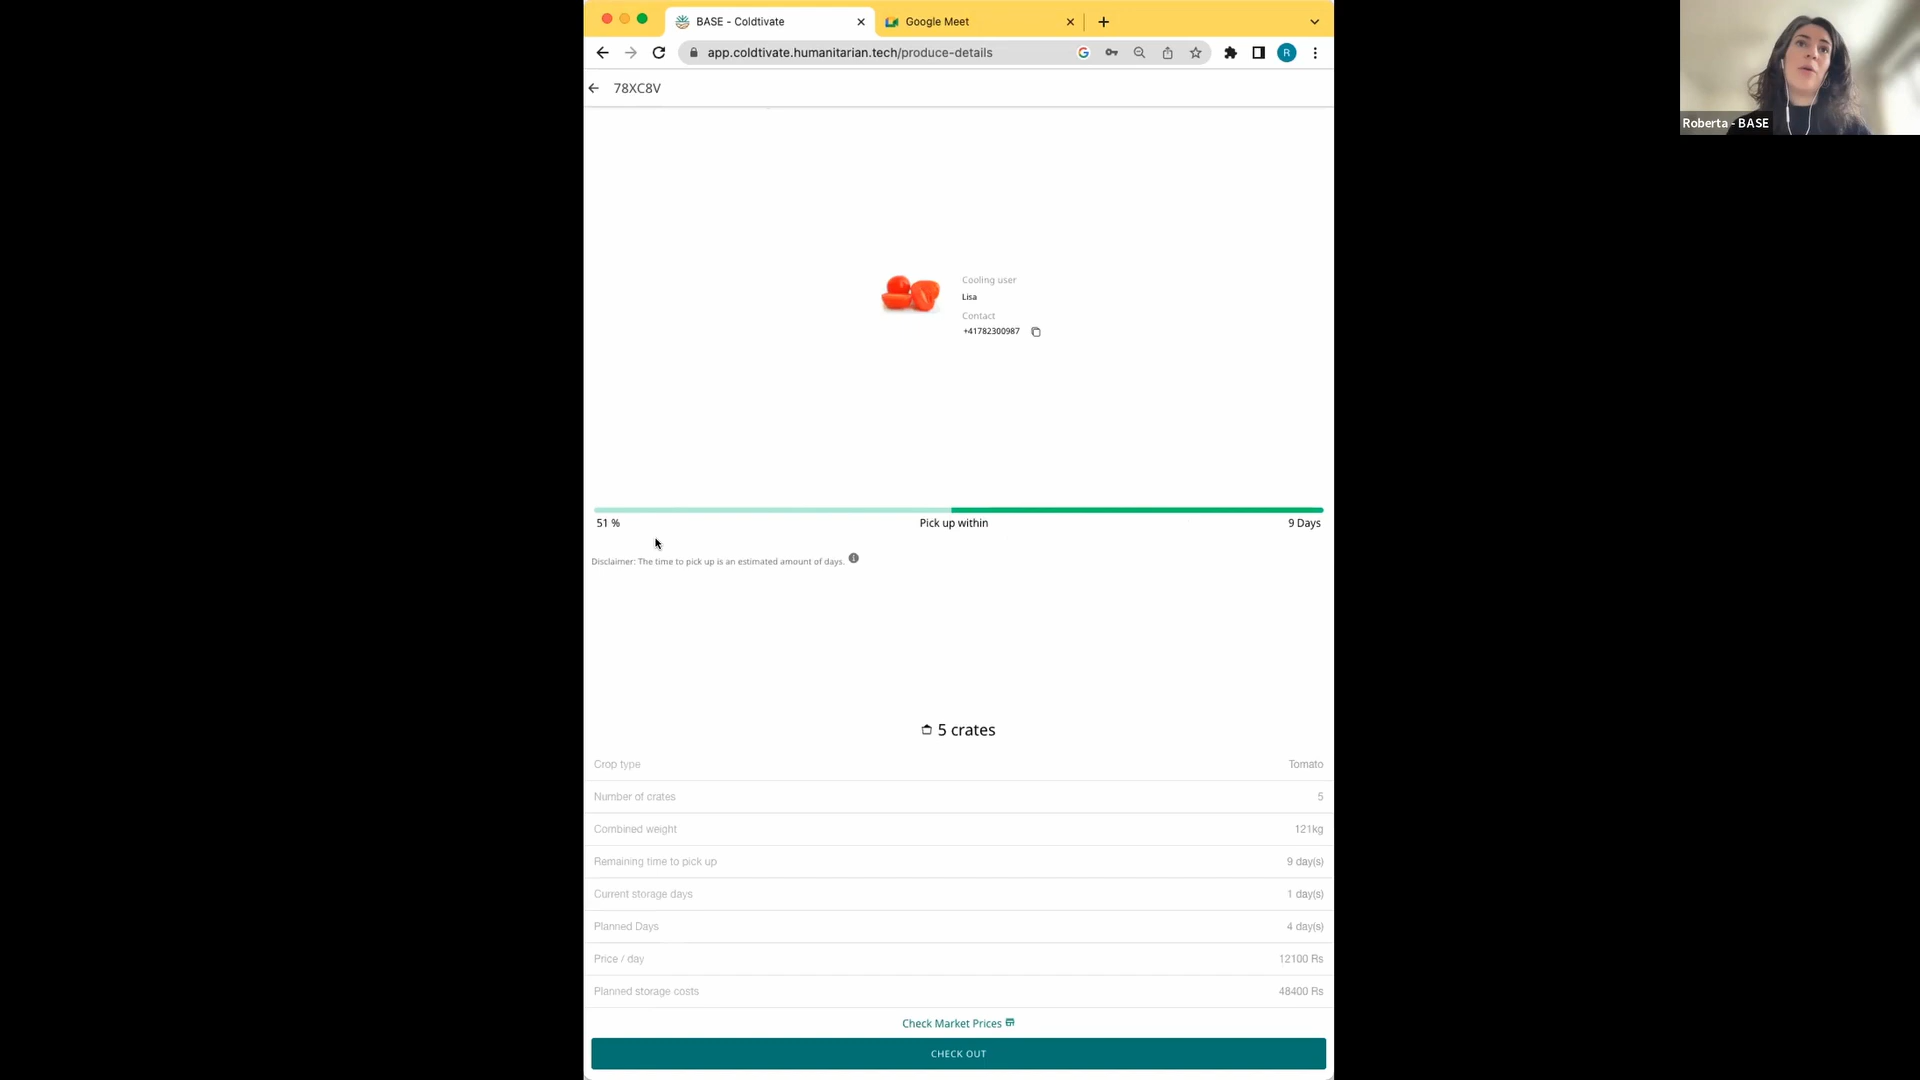 BASE - Coldtivate
Google Meet
app.coldtivate.humanitarian.tech/produce-details
R
78XC8V
Roberta - BASE
Cooling user
Lisa
Contact
+41782300987
51 % Pick up within 9 Days
Disclaimer: The time to pick up is an estimated amount of days.
5 crates
Crop type Tomato
Number of crates 5
Combined weight 121kg
Remaining time to pick up 9 day(s)
Current storage days 1 day(s)
Planned Days 4 day(s)
Price / day 12100 Rs
Planned storage costs 48400 Rs
Check Market Prices
CHECK OUT